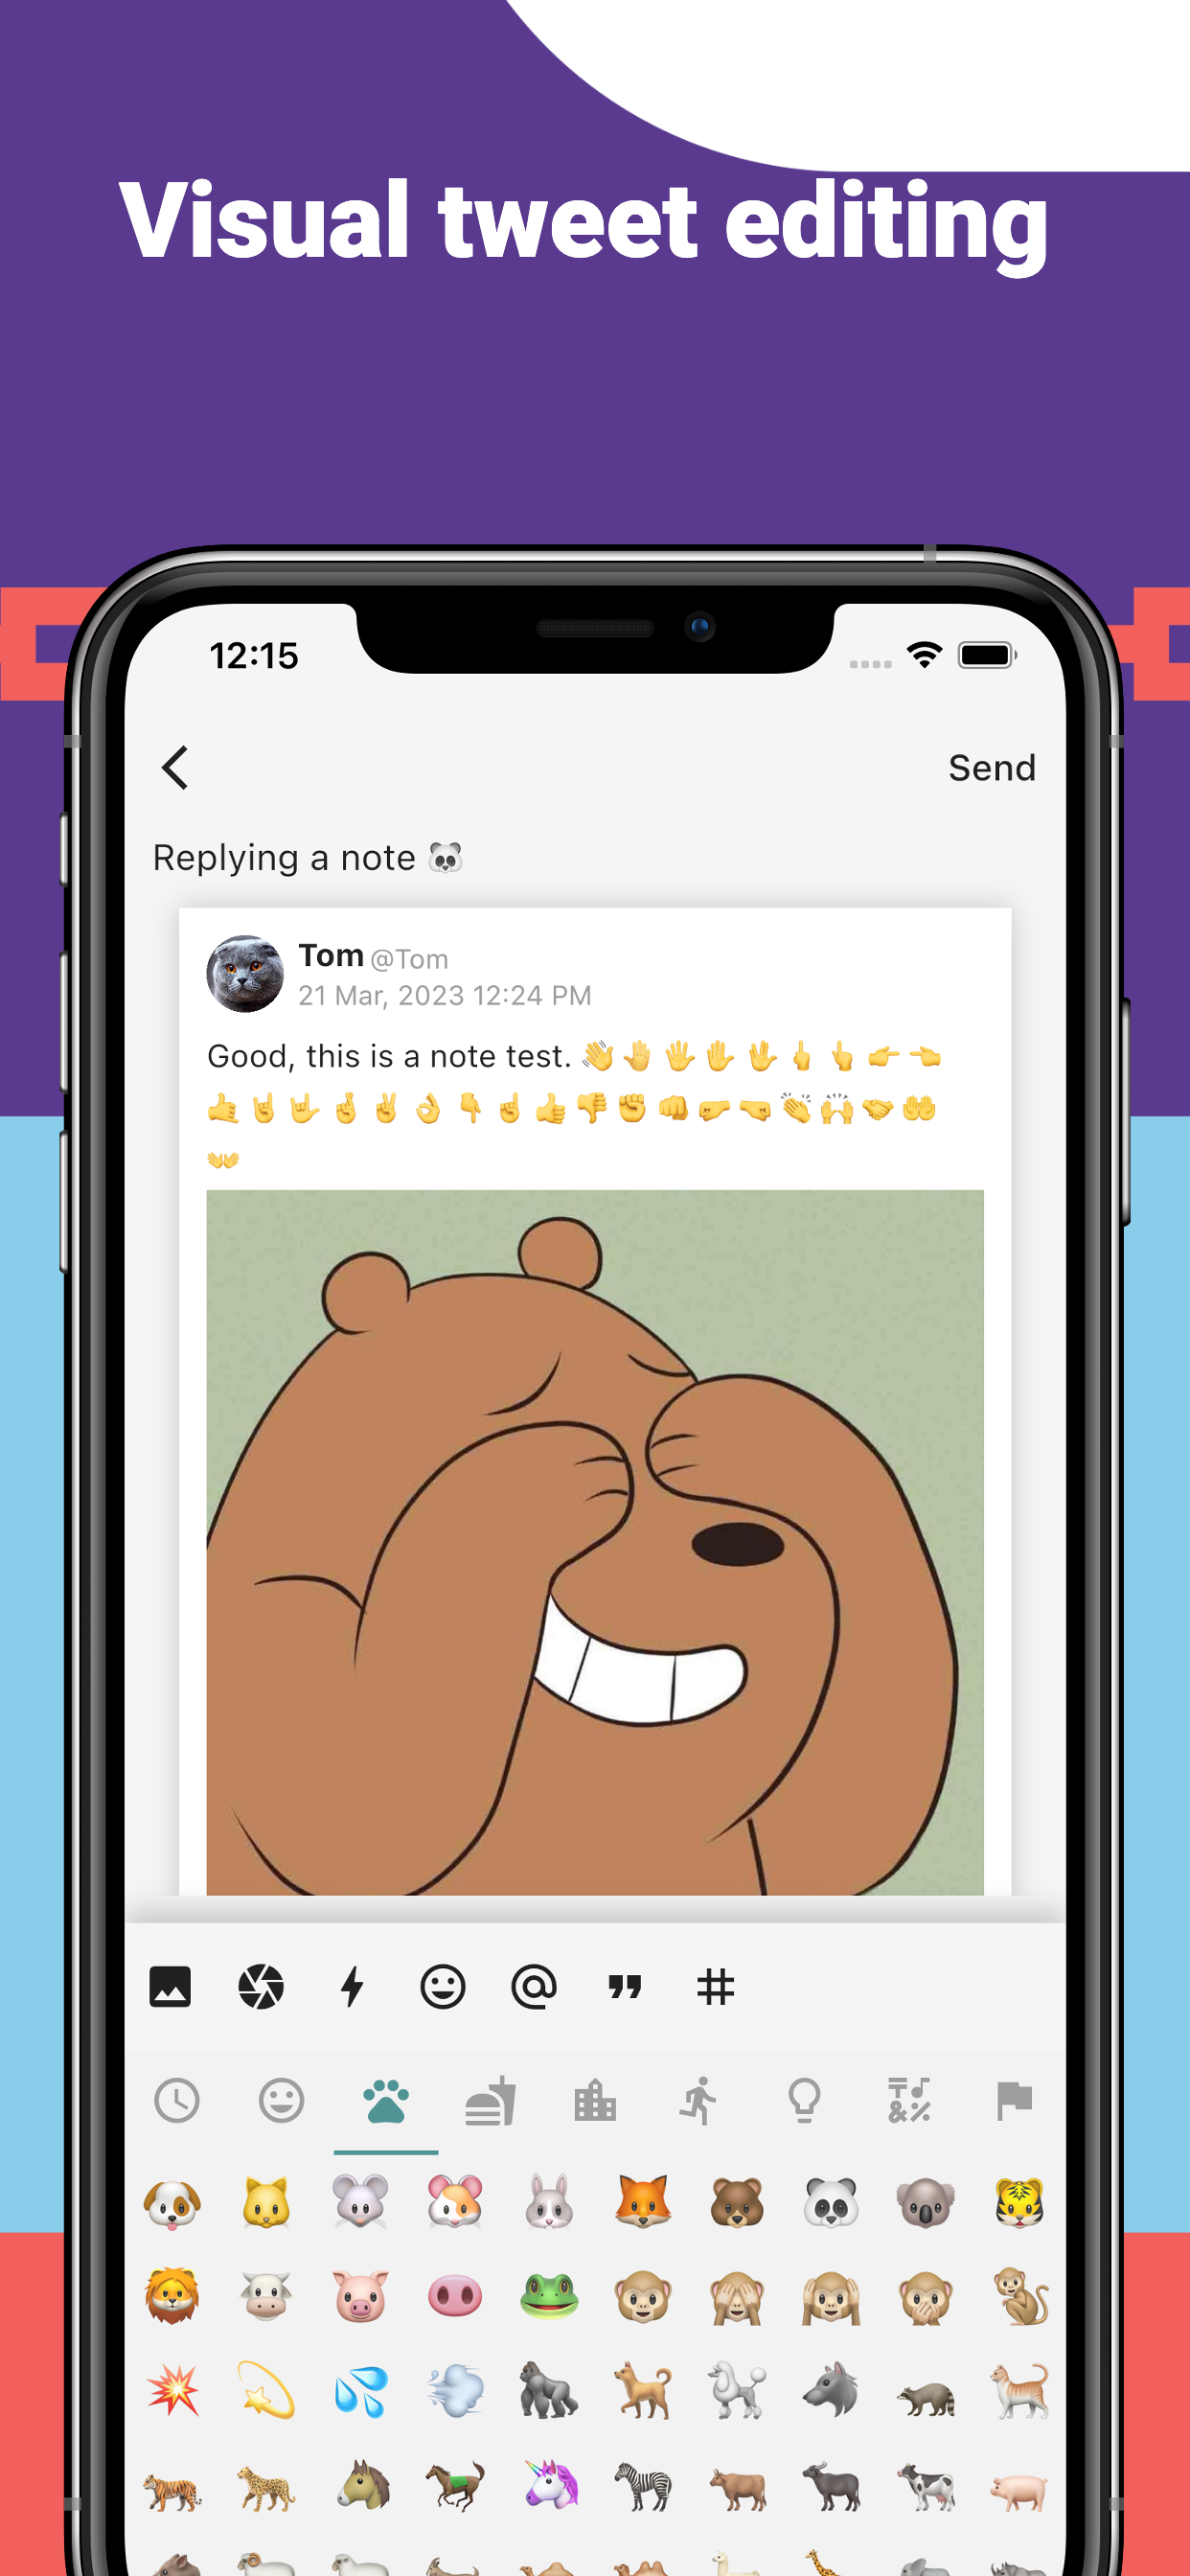 Visual tweet editing
12:15
Send
Replying a note 🐼
Tom @Tom
21 Mar, 2023 12:24 PM
Good, this is a note test. 👋🤚🖐✋🖖🖕👆👉👈
🤙🤘🤟🤞✌👌👇☝👍👎✊👊🤛🤜👏🙌🤝🤲
👐